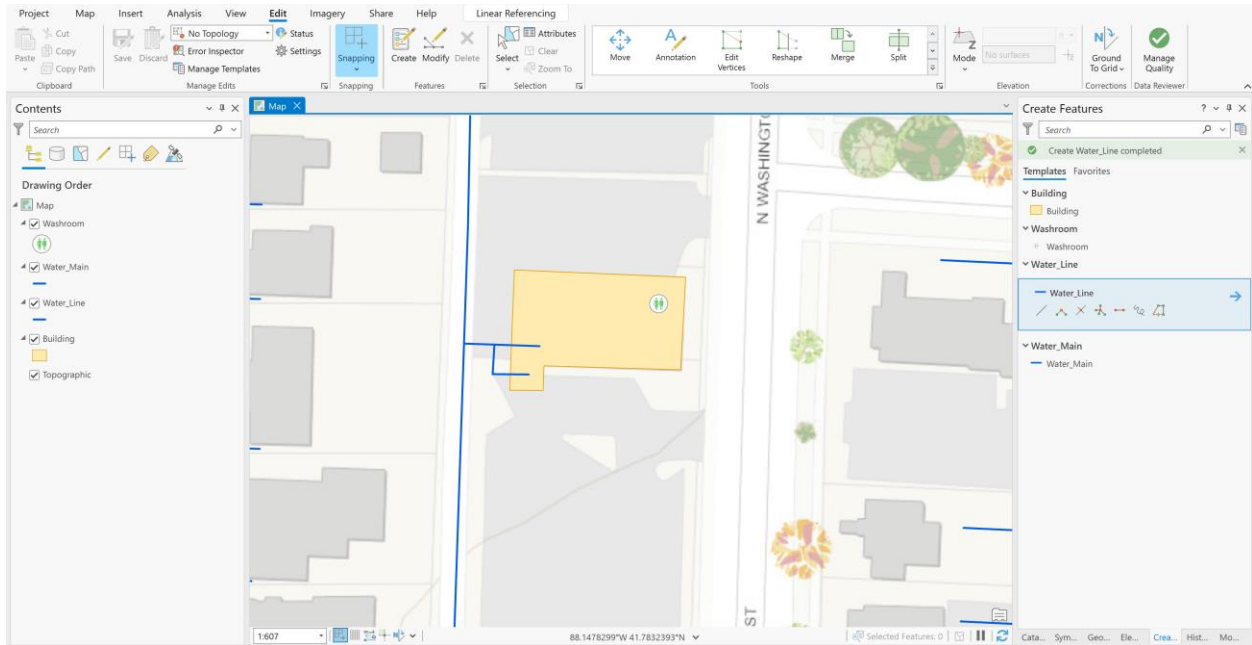 Project Map Insert Analysis View Edit Imagery Share Help Linear Referencing
Paste
Cut
Copy
Copy Path
Clipboard
Save Discard
No Topology
Error Inspector
Manage Templates
Status
Settings
Manage Edits
Snapping
Snapping
Create Modify Delete
Features
Select
Attributes
Clear
Zoom To
Selection
Move
Annotation
Edit
Vertices
Reshape
Merge
Split
Tools
Mode
No surfaces
Elevation
Ground
To Grid
Corrections
Manage
Quality
Data Reviewer
Contents
Search
Drawing Order
Map
Washroom
Water_Main
Water_Line
Building
Topographic
Map
N WASHINGTO
ST
1:607
88.1478299°W 41.7832393°N
Selected Features: 0
Create Features
Search
Create Water_Line completed
Templates Favorites
Building
Building
Washroom
Washroom
Water_Line
Water_Line
Water_Main
Water_Main
Cata... Sym... Geo... Ele... Crea... Hist... Mo...